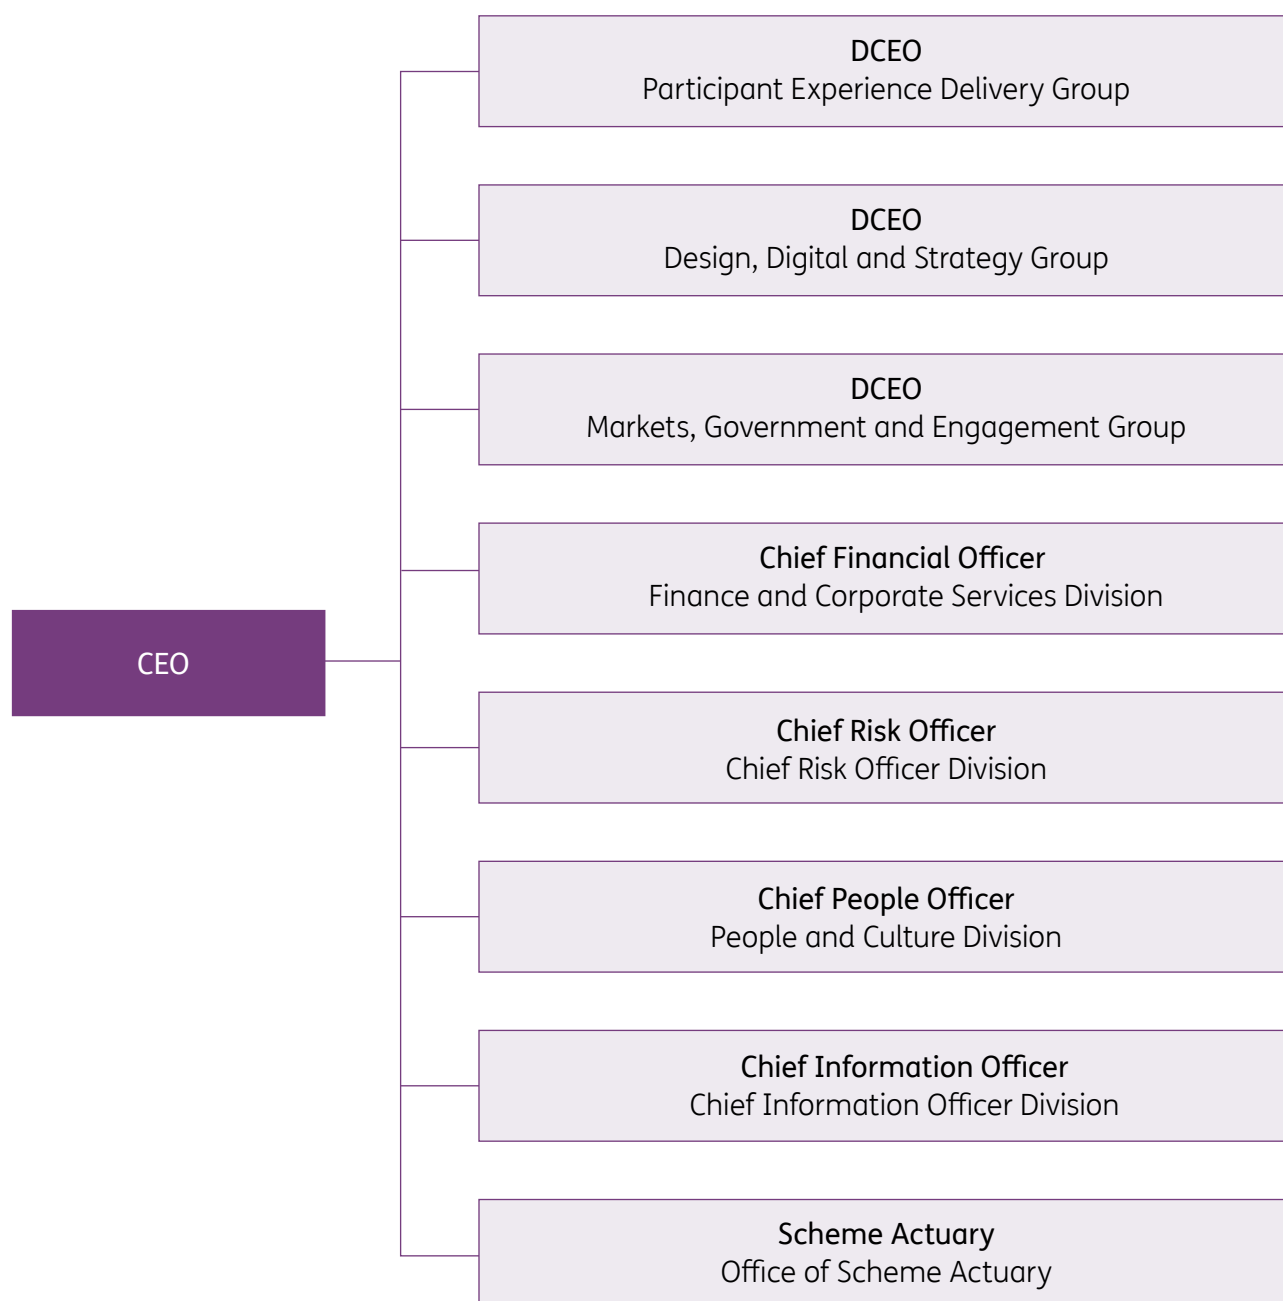 DCEO
Participant Experience Delivery Group
DCEO
Design, Digital and Strategy Group
DCEO
Markets, Government and Engagement Group
Chief Financial Officer
Finance and Corporate Services Division
CEO
Chief Risk Officer
Chief Risk Officer Division
Chief People Officer
People and Culture Division
Chief Information Officer
Chief Information Officer Division
Scheme Actuary
Office of Scheme Actuary